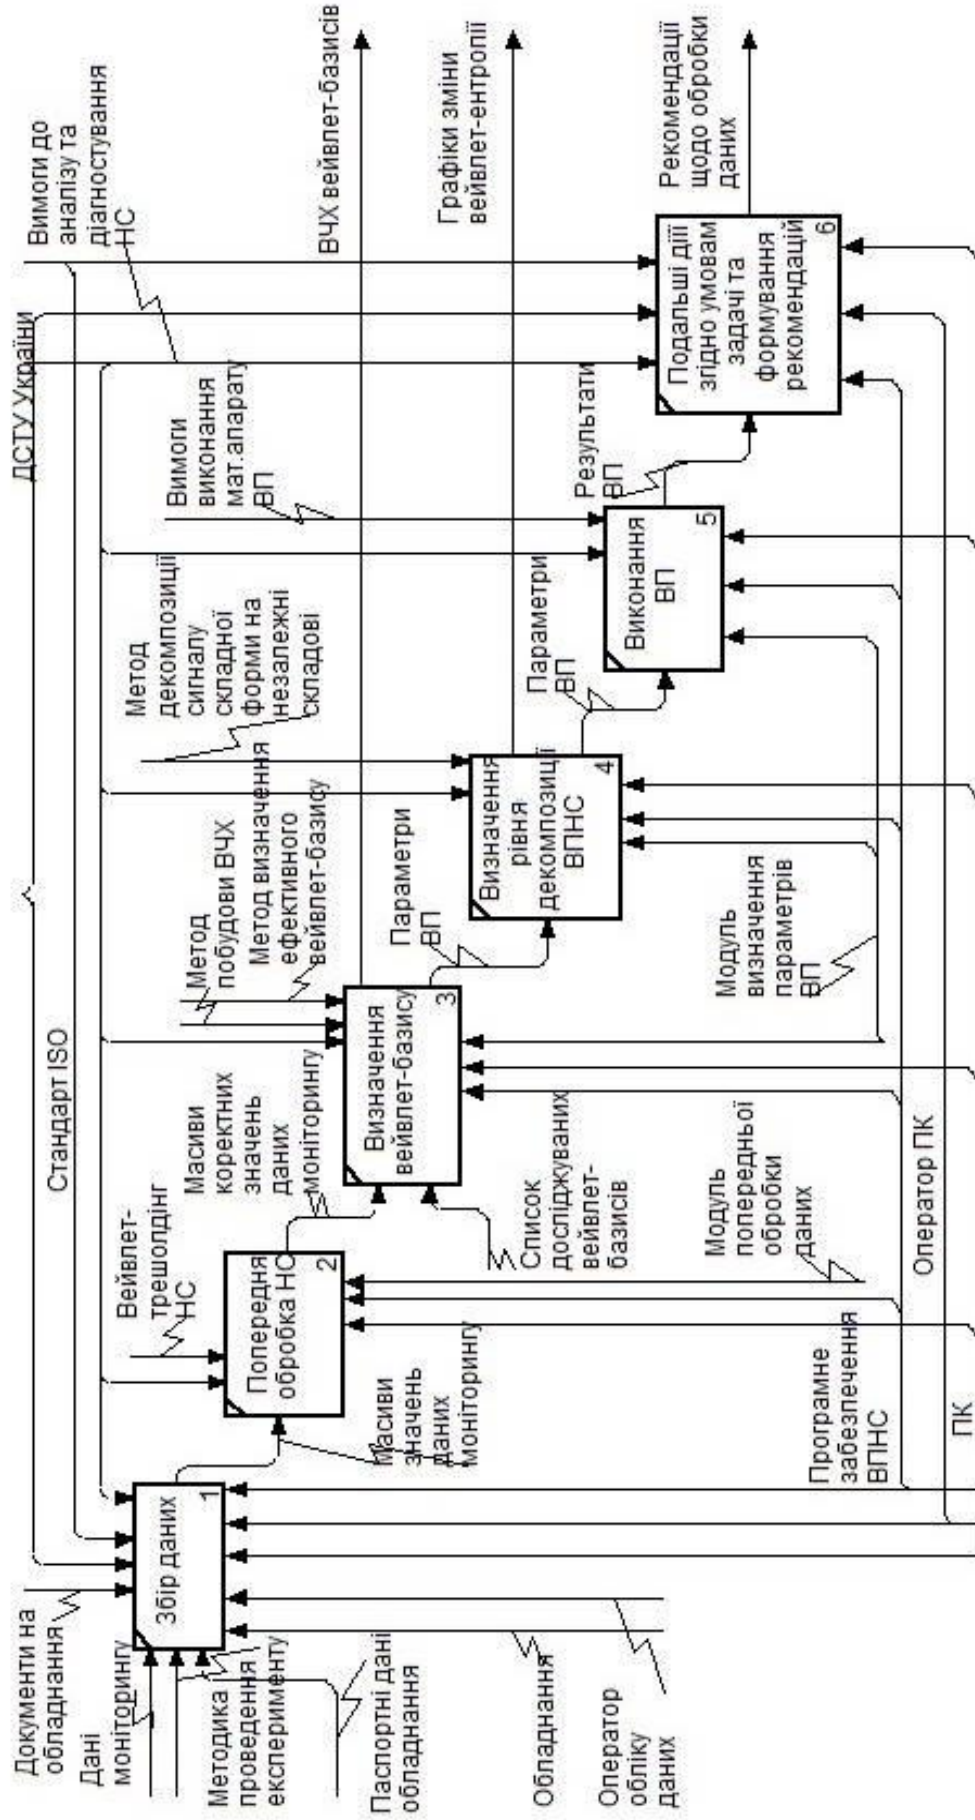 ДСТУ України
Вимоги до
аналізу та
діагностування
НС
Стандарт ISO
Документи на
обладнання
Дані
моніторингу
Методика
проведення
експерименту
Паспортні дані
обладнання
Обладнання
Оператор
обліку
даних
Збір даних
1
Масиви
значень
даних
моніторингу
Вейвлет-
трешолдінг
НС
Попередня
обробка НС
2
Масиви
коректних
значень
даних
моніторингу
Метод
побудови ВЧХ
Метод визначення
ефективного
вейвлет-базису
Визначення
вейвлет-базису
3
Список
досліджуваних
вейвлет-
базисів
Параметри
ВП
Метод
декомпозиції
сигналу
складної
форми на
незалежні
складові
Визначення
рівня
декомпозиції
ВПНС
4
Параметри
ВП
Вимоги
виконання
мат.апарату
ВП
Виконання
ВП
5
Результати
ВП
Подальші дії
згідно умовам
задачі та
формування
рекомендацій
6
ВЧХ вейвлет-базисів
Графіки зміни
вейвлет-ентропії
Рекомендації
щодо обробки
даних
Модуль
визначення
параметрів
ВП
Модуль
попередньої
обробки
даних
Програмне
забезпечення
ВПНС
Оператор ПК
ПК